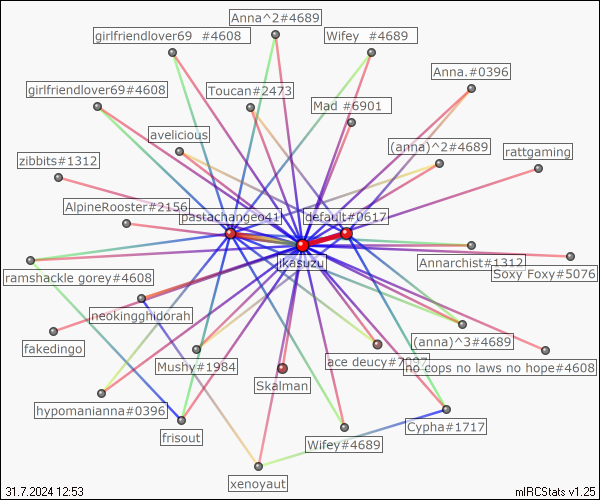 Anna^2#4689
girlfriendlover69  #4608
Wifey  #4689
Anna.#0396
girlfriendlover69#4608
Toucan#2473
Mad #6901
avelicious
(anna)^2#4689
rattgaming
zibbits#1312
AlpineRooster#2156
pastachangeo41
default#0617
jkasuzu
Annarchist#1312
Soxy Foxy#5076
ramshackle gorey#4608
neokingghidorah
fakedingo
(anna)^3#4689
Mushy#1984
ace deucy#7097
no cops no laws no hope#4608
Skalman
hypomanianna#0396
Cypha#1717
frisout
Wifey#4689
xenoyaut
31.7.2024 12:53
mIRCStats v1.25